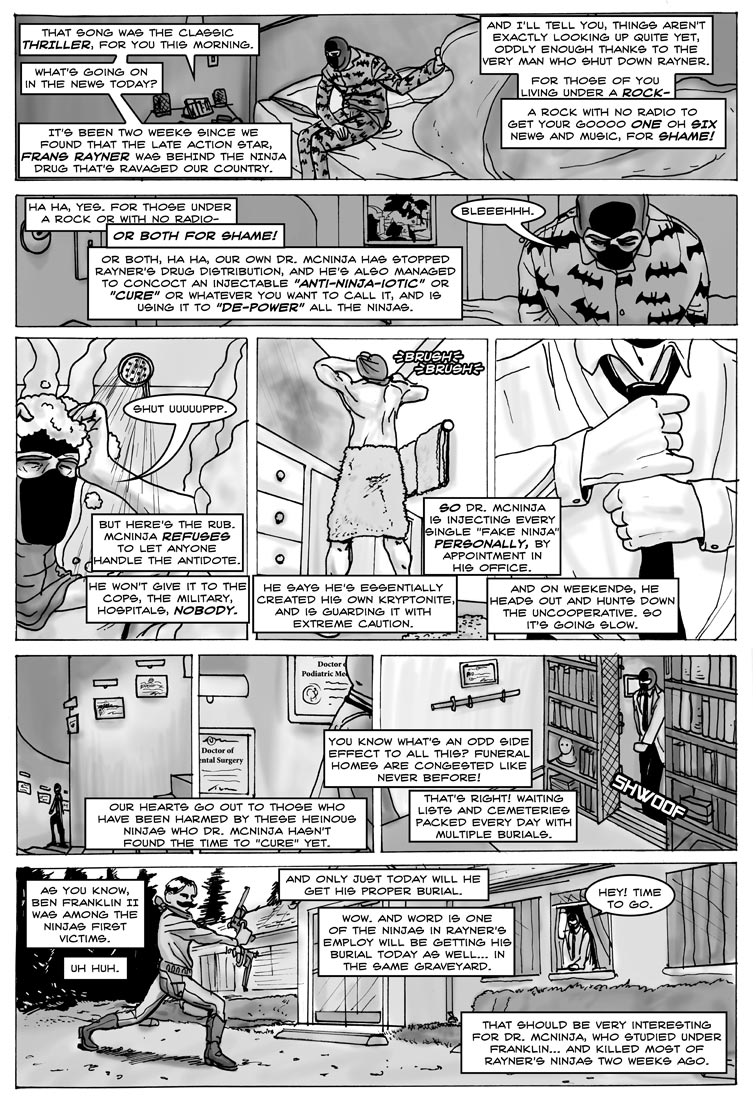 THAT SONG WAS THE CLASSIC
THRILLER, FOR YOU THIS MORNING.
WHAT'S GOING ON
IN THE NEWS TODAY?
IT'S BEEN TWO WEEKS SINCE WE
FOUND THAT THE LATE ACTION STAR,
FRANS RAYNER WAS BEHIND THE NINJA
DRUG THAT'S RAVAGED OUR COUNTRY.
AND I'LL TELL YOU, THINGS AREN'T
EXACTLY LOOKING UP QUITE YET,
ODDLY ENOUGH THANKS TO THE
VERY MAN WHO SHUT DOWN RAYNER.
FOR THOSE OF YOU
LIVING UNDER A ROCK-
A ROCK WITH NO RADIO TO
GET YOUR GOOOO ONE OH SIX
NEWS AND MUSIC, FOR SHAME!
HA HA, YES. FOR THOSE UNDER
A ROCK OR WITH NO RADIO-
OR BOTH FOR SHAME!
OR BOTH, HA HA, OUR OWN DR. MCNINJA HAS STOPPED
RAYNER'S DRUG DISTRIBUTION, AND HE'S ALSO MANAGED
TO CONCOCT AN INJECTABLE "ANTI-NINJA-IOTIC" OR
"CURE" OR WHATEVER YOU WANT TO CALL IT, AND IS
USING IT TO "DE-POWER" ALL THE NINJAS.
BLEEEHHH.
SHUT UUUUUPPP.
BUT HERE'S THE RUB.
MCNINJA REFUSES
TO LET ANYONE
HANDLE THE ANTIDOTE.
HE WON'T GIVE IT TO THE
COPS, THE MILITARY,
HOSPITALS, NOBODY.
BRUSH
BRUSH
HE SAYS HE'S ESSENTIALLY
CREATED HIS OWN KRYPTONITE,
AND IS GUARDING IT WITH
EXTREME CAUTION.
SO DR. MCNINJA
IS INJECTING EVERY
SINGLE "FAKE NINJA"
PERSONALLY, BY
APPOINTMENT IN
HIS OFFICE.
AND ON WEEKENDS, HE
HEADS OUT AND HUNTS DOWN
THE UNCOOPERATIVE. SO
IT'S GOING SLOW.
OUR HEARTS GO OUT TO THOSE WHO
HAVE BEEN HARMED BY THESE HEINOUS
NINJAS WHO DR. MCNINJA HASN'T
FOUND THE TIME TO "CURE" YET.
Doctor
Podiatric Me
Doctor of
ental Surgery
YOU KNOW WHAT'S AN ODD SIDE
EFFECT TO ALL THIS? FUNERAL
HOMES ARE CONGESTED LIKE
NEVER BEFORE!
THAT'S RIGHT! WAITING
LISTS AND CEMETERIES
PACKED EVERY DAY WITH
MULTIPLE BURIALS.
SHWOOF
AS YOU KNOW,
BEN FRANKLIN II
WAS AMONG THE
NINJAS FIRST
VICTIMS.
UH HUH.
AND ONLY JUST TODAY WILL HE
GET HIS PROPER BURIAL.
WOW. AND WORD IS ONE
OF THE NINJAS IN RAYNER'S
EMPLOY WILL BE GETTING HIS
BURIAL TODAY AS WELL... IN
THE SAME GRAVEYARD.
HEY! TIME
TO GO.
THAT SHOULD BE VERY INTERESTING
FOR DR. MCNINJA, WHO STUDIED UNDER
FRANKLIN... AND KILLED MOST OF
RAYNER'S NINJAS TWO WEEKS AGO.